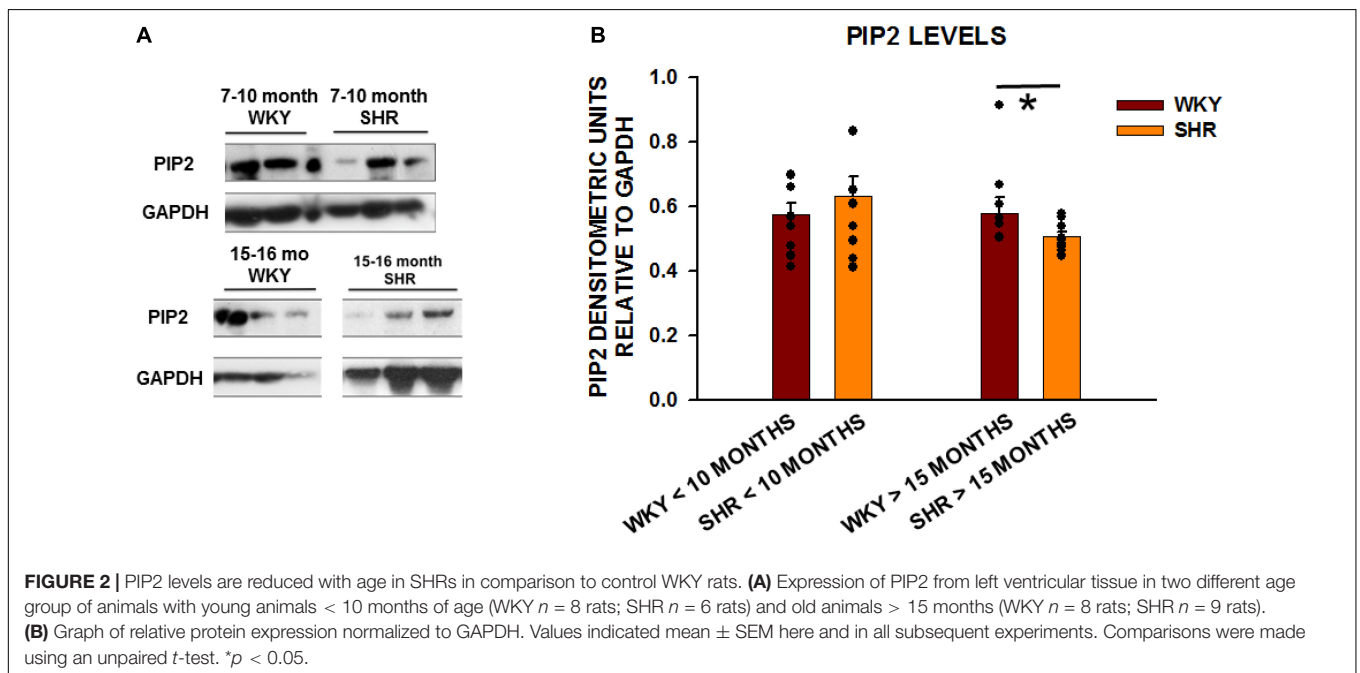 A
7-10 month 7-10 month
WKY SHR
PIP2
GAPDH
15-16 mo 15-16 month
WKY SHR
PIP2
GAPDH
B
PIP2 LEVELS
PIP2 DENSITOMETRIC UNITS
RELATIVE TO GAPDH
1.0
0.8
0.6
0.4
0.2
0.0
*
WKY
SHR
WKY < 10 MONTHS
SHR < 10 MONTHS
WKY > 15 MONTHS
SHR > 15 MONTHS
FIGURE 2 | PIP2 levels are reduced with age in SHRs in comparison to control WKY rats. (A) Expression of PIP2 from left ventricular tissue in two different age
group of animals with young animals < 10 months of age (WKY n = 8 rats; SHR n = 6 rats) and old animals > 15 months (WKY n = 8 rats; SHR n = 9 rats).
(B) Graph of relative protein expression normalized to GAPDH. Values indicated mean ± SEM here and in all subsequent experiments. Comparisons were made
using an unpaired t-test. *p < 0.05.